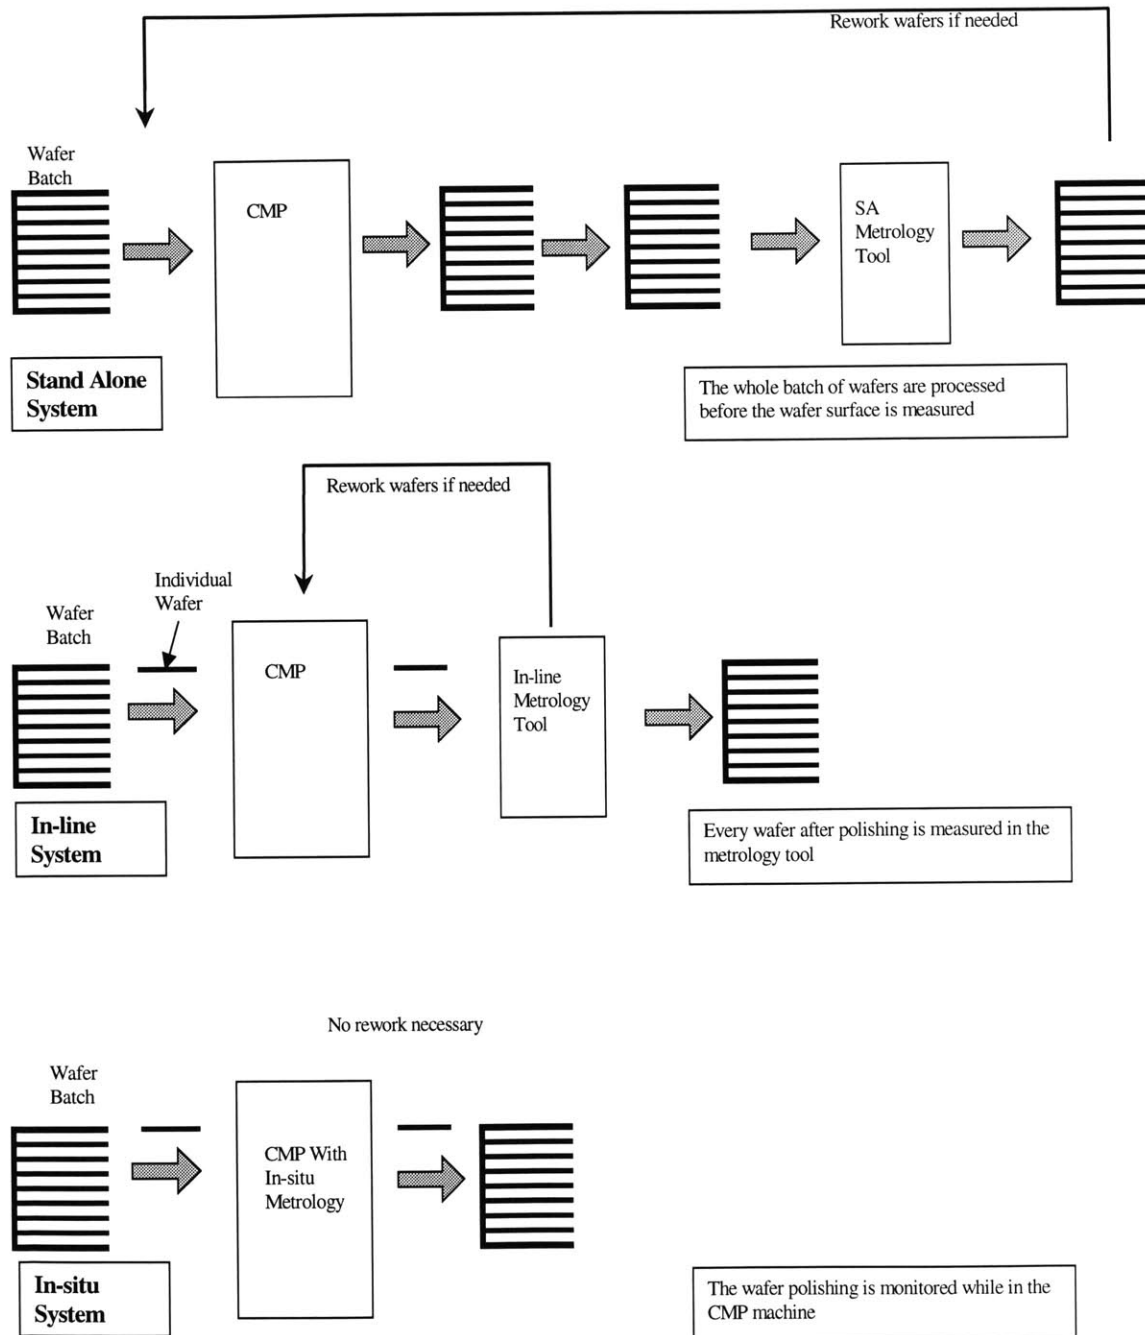 Rework wafers if needed
Wafer
Batch
CMP
SA
Metrology
Tool
Stand Alone
System
The whole batch of wafers are processed
before the wafer surface is measured
Rework wafers if needed
Individual
Wafer
Wafer
Batch
CMP
In-line
Metrology
Tool
In-line
System
Every wafer after polishing is measured in the
metrology tool
No rework necessary
Wafer
Batch
CMP With
In-situ
Metrology
In-situ
System
The wafer polishing is monitored while in the
CMP machine